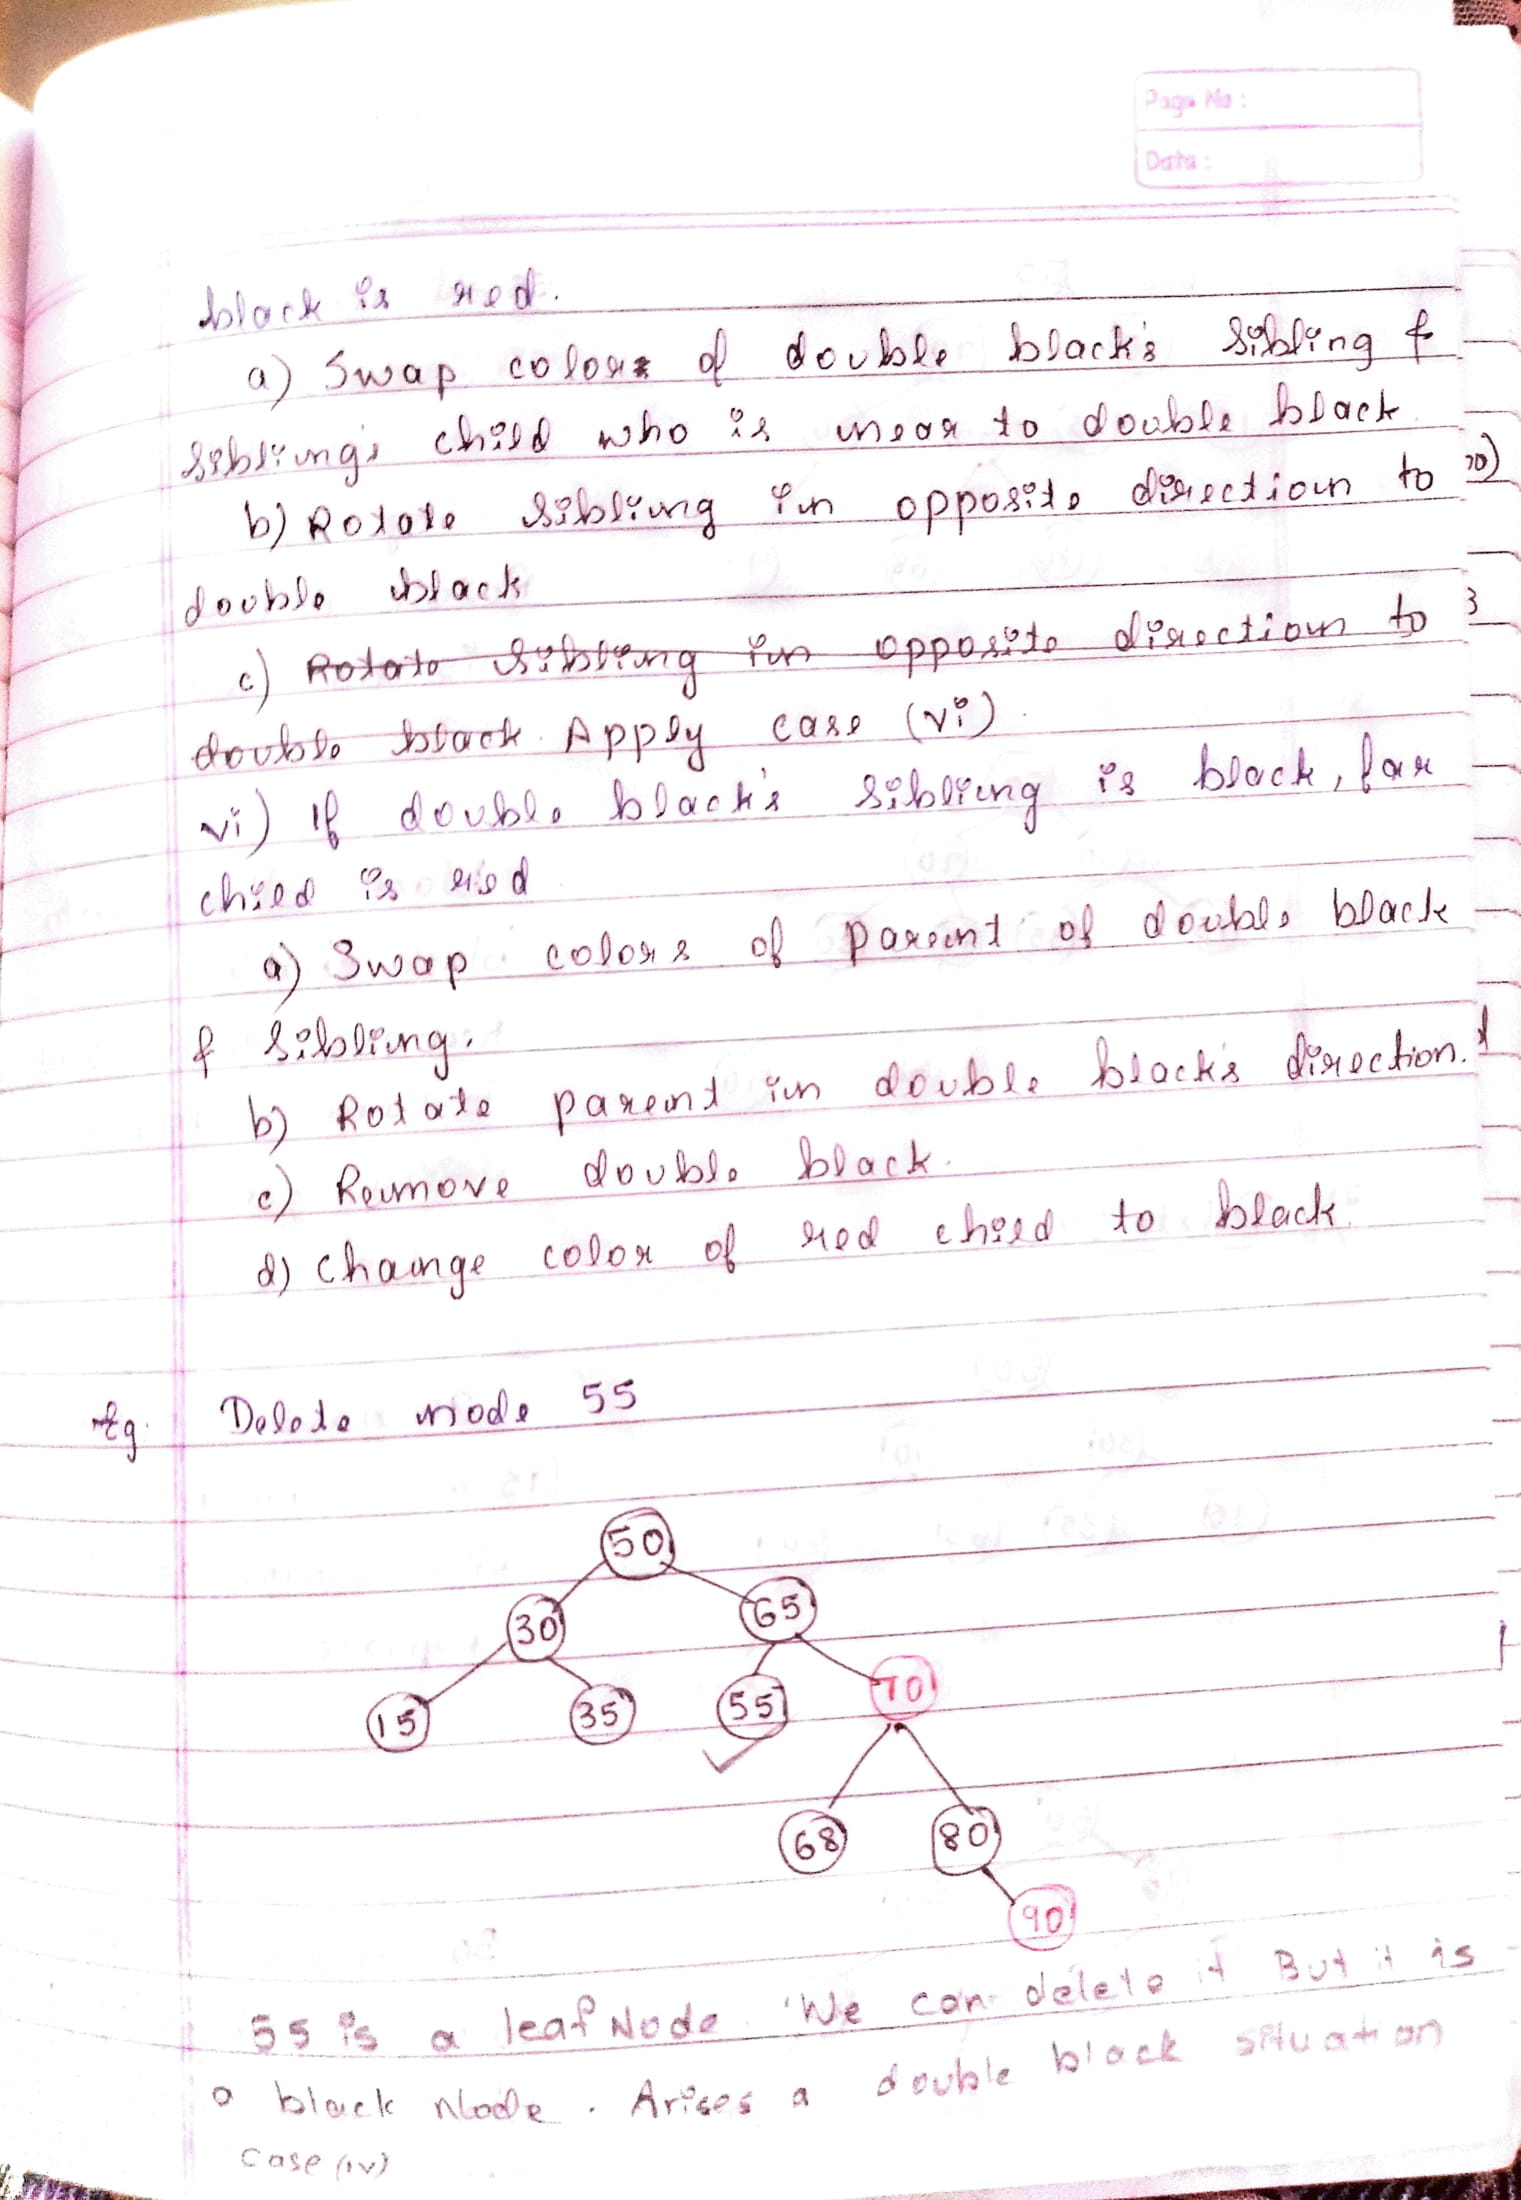 Page No :
Date :
black is red.
a) Swap colors of double black's sibling &
sibling's child who is near to double black
b) Rotate sibling in opposite direction to
double black
c) Rotate sibling in opposite direction to
double black. Apply case (vi).
vi) If double black's sibling is black, far
child is red
a) Swap colors of parent of double black
& sibling.
b) Rotate parent in double black's direction.
c) Remove double black.
d) Change color of red child to black.
Eg. Delete node 55
50
30 65
15 35 55 70
68 80
90
55 is a leaf Node. We can delete it But it is
a black Node. Arises a double black situation
Case (iv)